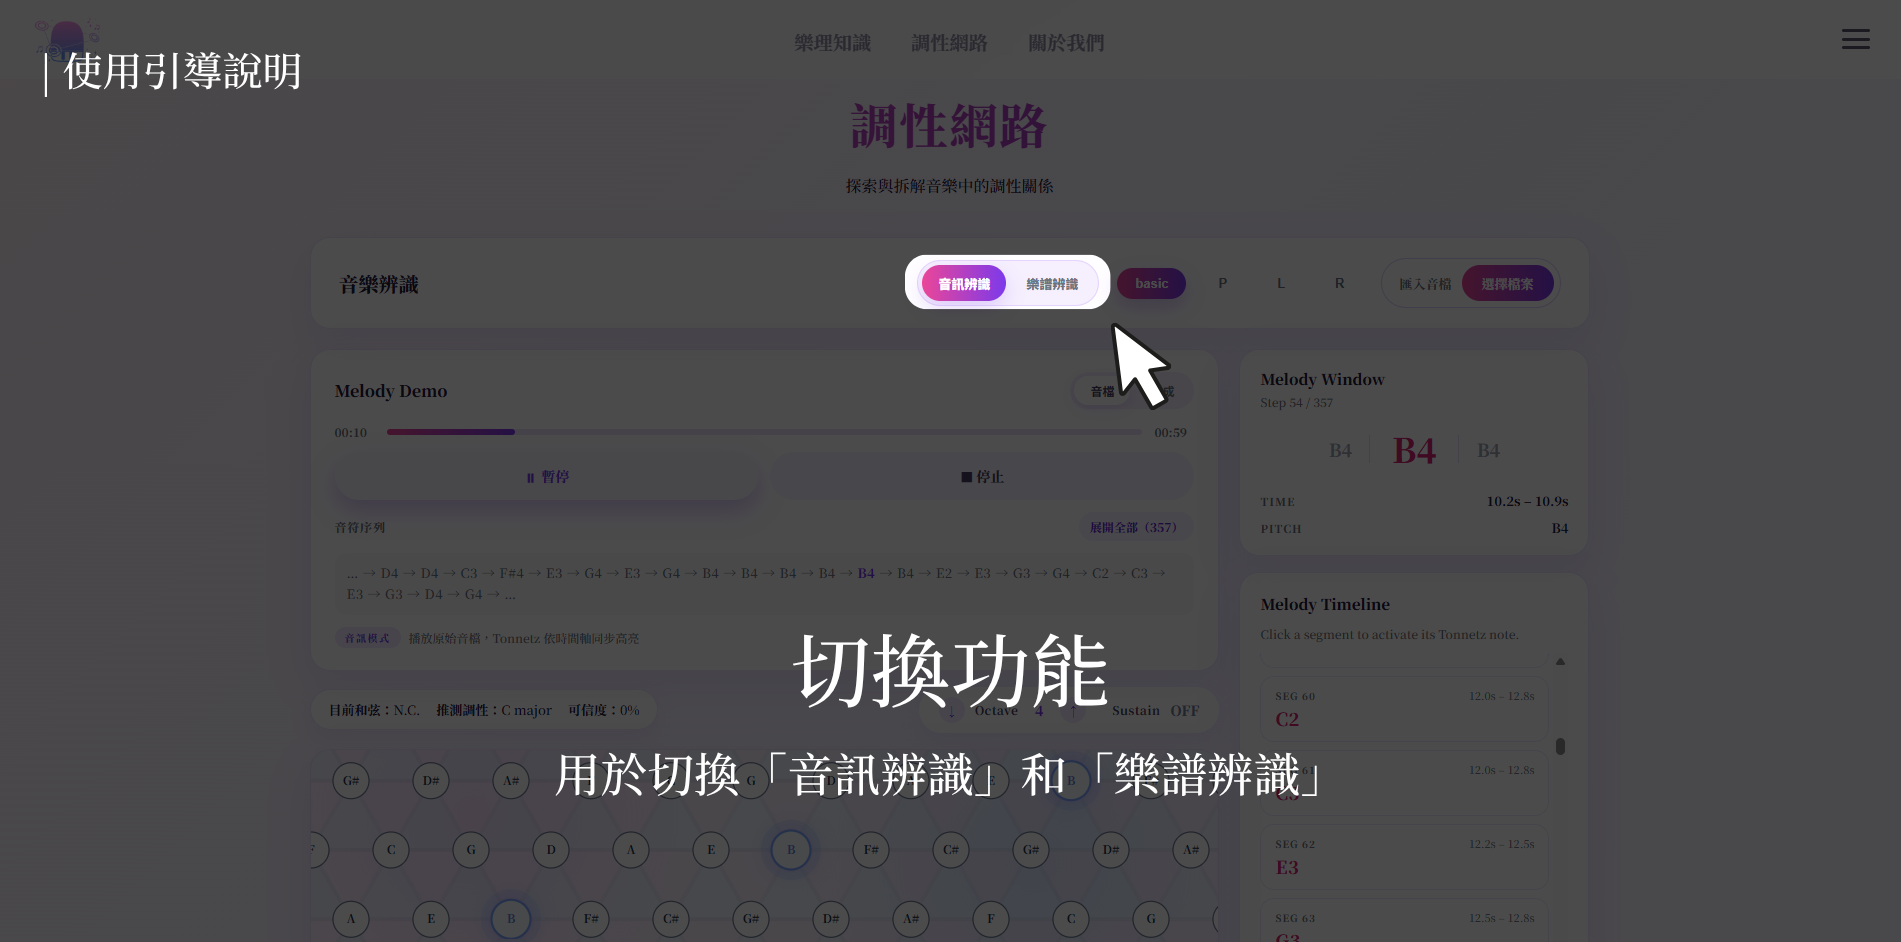 樂理知識 調性網路 關於我們
使用引導說明
調性網路
探索與拆解音樂中的調性關係
音樂辨識 音訊辨識 樂譜辨識 basic P L R 匯入音檔 選擇檔案
Melody Demo 音檔 成
00:10 00:59
暫停 停止
音符序列 展開全部(357)
... → D4 → D4 → C3 → F#4 → E3 → G4 → E3 → G4 → B4 → B4 → B4 → B4 → B4 → B4 → E2 → E3 → G3 → G4 → C2 → C3 →
E3 → G3 → D4 → G4 → ...
音訊模式 播放原始音檔，Tonnetz 依時間軸同步高亮
Melody Window
Step 54 / 357
B4 B4 B4
TIME 10.2s – 10.9s
PITCH B4
Melody Timeline
Click a segment to activate its Tonnetz note.
切換功能
用於切換「音訊辨識」和「樂譜辨識」
目前和弦：N.C. 推測調性：C major 可信度：0%
↓ Octave 4 ↑ Sustain OFF
SEG 60 12.0s – 12.8s
C2
61 12.0s – 12.8s
SEG 62 12.2s – 12.5s
E3
SEG 63 12.5s – 12.8s
G3
G# D# A# G D E B
F C G D A E B F# C# G# D# A#
A E B F# C# G# D# A# F C G